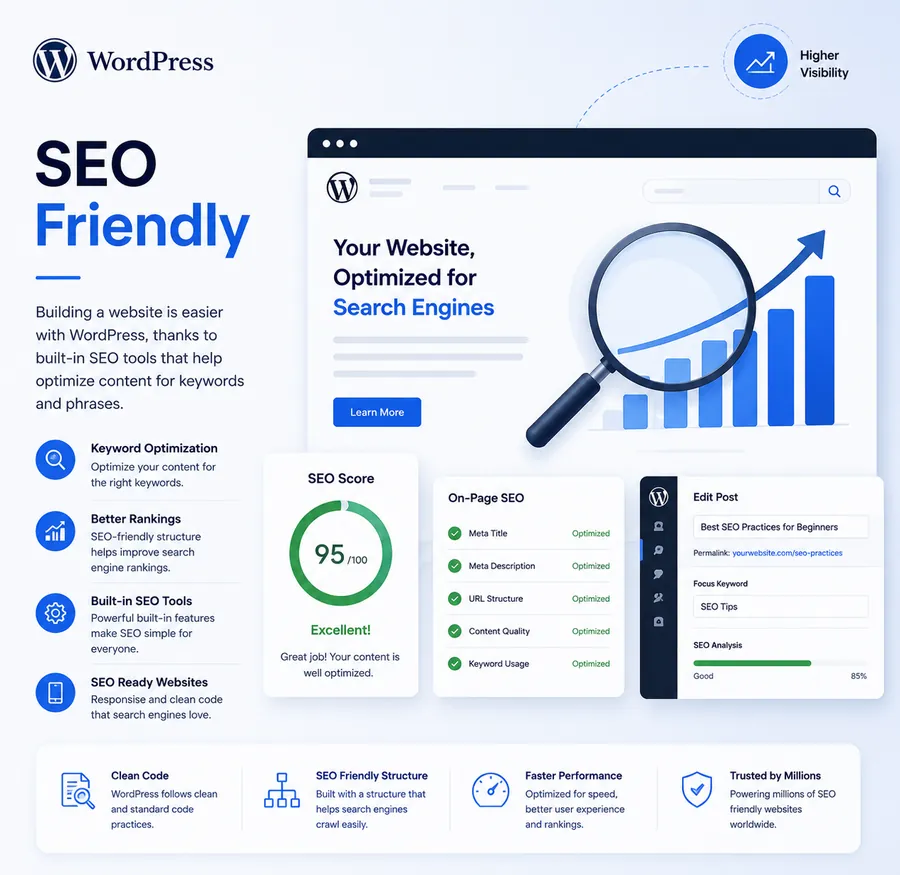 WordPress
Higher
Visibility
SEO
Friendly
Building a website is easier
with WordPress, thanks to
built-in SEO tools that help
optimize content for keywords
and phrases.
Keyword Optimization
Optimize your content for
the right keywords.
Better Rankings
SEO-friendly structure
helps improve search
engine rankings.
Built-in SEO Tools
Powerful built-in features
make SEO simple for
everyone.
SEO Ready Websites
Responsise and clean code
that search engines love.
Your Website,
Optimized for
Search Engines
Learn More
SEO Score
95/100
Excellent!
Great job! Your content is
well optimized.
On-Page SEO
Meta Title Optimized
Meta Description Optimized
URL Structure Optimized
Content Quality Optimized
Keyword Usage Optimized
Edit Post
Best SEO Practices for Beginners
Permalink: yourwebsite.com/seo-practices
Focus Keyword
SEO Tips
SEO Analysis
Good 85%
Clean Code
WordPress follows clean
and standard code
practices.
SEO Friendly Structure
Built with a structure that
helps search engines
crawl easily.
Faster Performance
Optimized for speed,
better user experience
and rankings.
Trusted by Millions
Powering millions of SEO
friendly websites
worldwide.